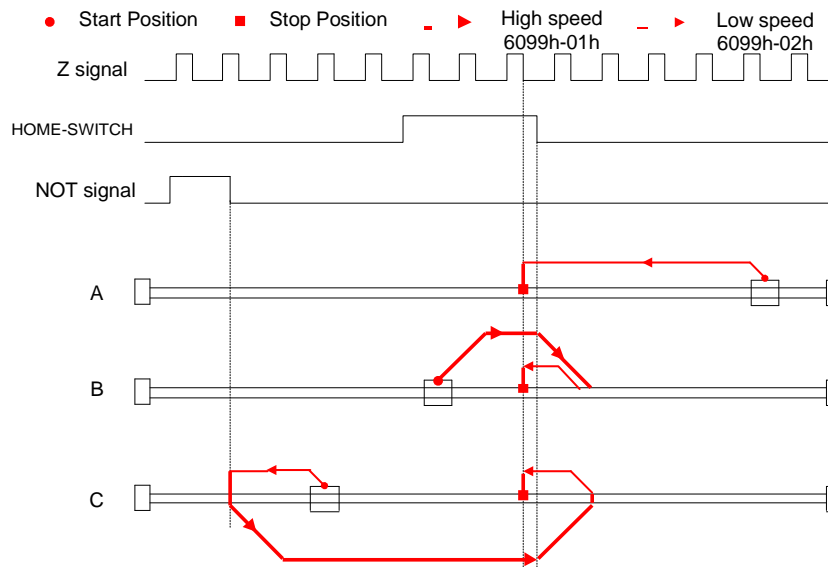 Start Position Stop Position High speed Low speed
6099h-01h 6099h-02h
Z signal
HOME-SWITCH
NOT signal
A
B
C